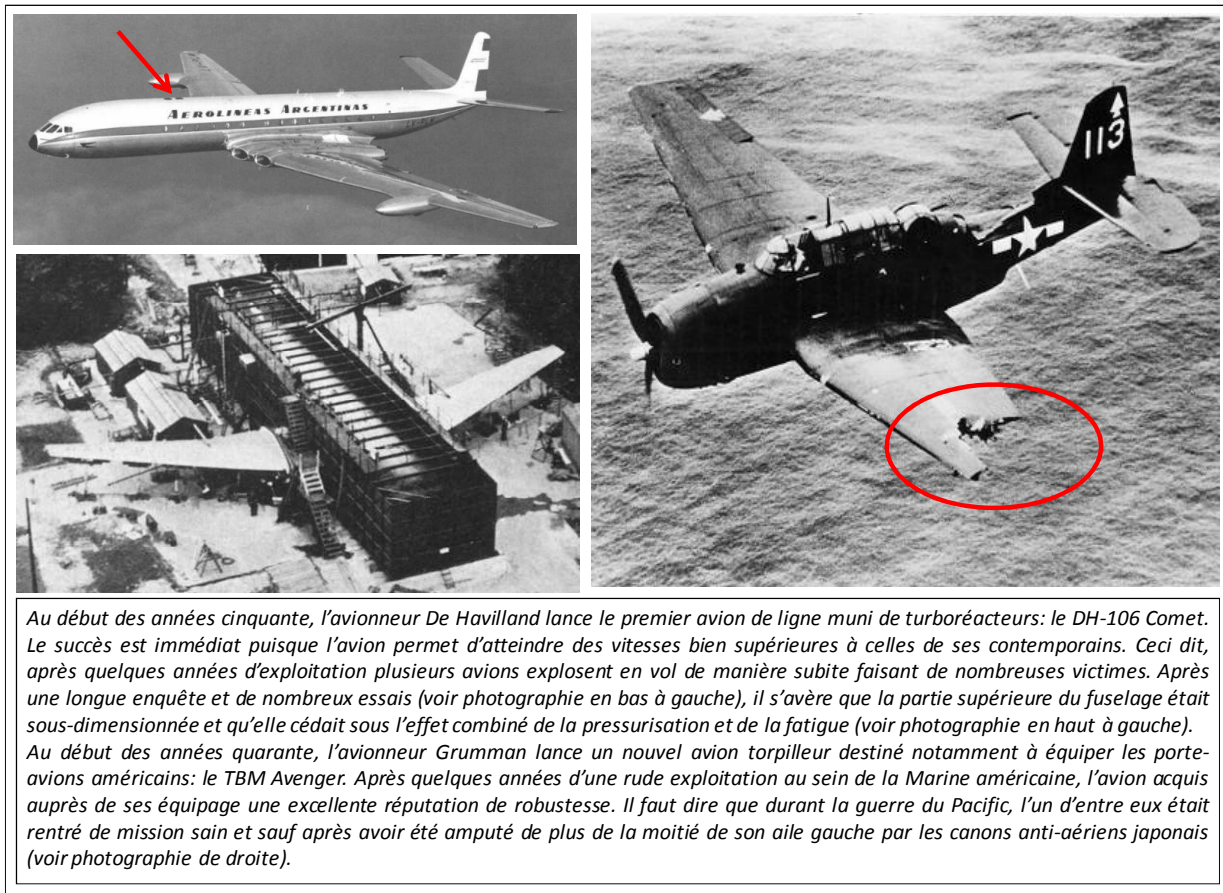 AEROLINEAS ARGENTINAS
113
Au début des années cinquante, l’avionneur De Havilland lance le premier avion de ligne muni de turboréacteurs: le DH-106 Comet.
Le succès est immédiat puisque l’avion permet d’atteindre des vitesses bien supérieures à celles de ses contemporains. Ceci dit,
après quelques années d’exploitation plusieurs avions explosent en vol de manière subite faisant de nombreuses victimes. Après
une longue enquête et de nombreux essais (voir photographie en bas à gauche), il s’avère que la partie supérieure du fuselage était
sous-dimensionnée et qu’elle cédait sous l’effet combiné de la pressurisation et de la fatigue (voir photographie en haut à gauche).
Au début des années quarante, l’avionneur Grumman lance un nouvel avion torpilleur destiné notamment à équiper les porte-
avions américains: le TBM Avenger. Après quelques années d’une rude exploitation au sein de la Marine américaine, l’avion acquis
auprès de ses équipage une excellente réputation de robustesse. Il faut dire que durant la guerre du Pacific, l’un d’entre eux était
rentré de mission sain et sauf après avoir été amputé de plus de la moitié de son aile gauche par les canons anti-aériens japonais
(voir photographie de droite).